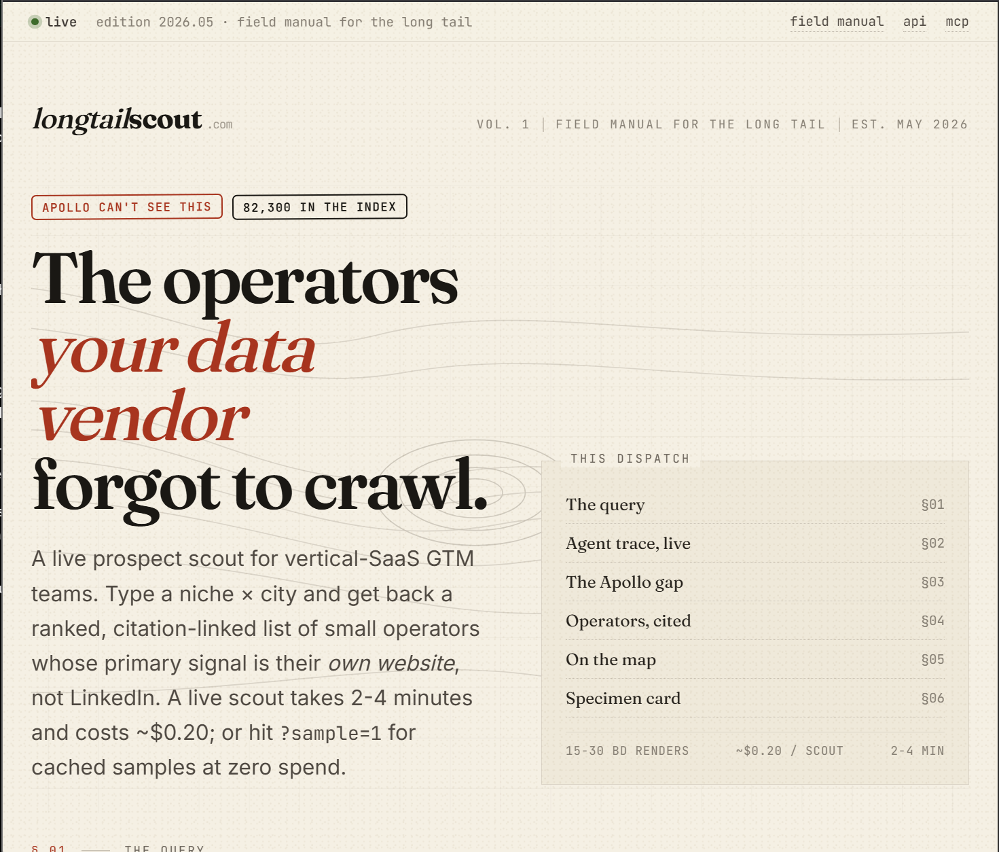 live edition 2026.05 · field manual for the long tail field manual api mcp
longtailscout .com
VOL. 1 | FIELD MANUAL FOR THE LONG TAIL | EST. MAY 2026
APOLLO CAN'T SEE THIS 82,300 IN THE INDEX
The operators
your data
vendor
forgot to crawl.
A live prospect scout for vertical-SaaS GTM
teams. Type a niche × city and get back a
ranked, citation-linked list of small operators
whose primary signal is their own website,
not LinkedIn. A live scout takes 2-4 minutes
and costs ~$0.20; or hit ?sample=1 for
cached samples at zero spend.
THIS DISPATCH
The query §01
Agent trace, live §02
The Apollo gap §03
Operators, cited §04
On the map §05
Specimen card §06
15-30 BD RENDERS ~$0.20 / SCOUT 2-4 MIN
§ 01 THE QUERY